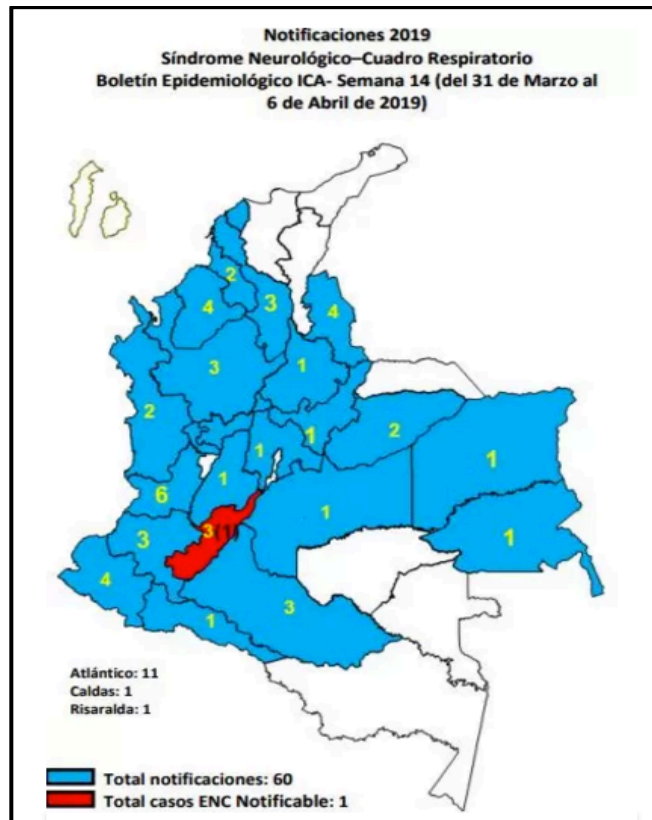 Notificaciones 2019
Síndrome Neurológico–Cuadro Respiratorio
Boletín Epidemiológico ICA- Semana 14 (del 31 de Marzo al
6 de Abril de 2019)
2
4
3
4
3
1
2
2
1
1
1
1
6
1
3(1)
1
3
1
4
3
1
Atlántico: 11
Caldas: 1
Risaralda: 1
Total notificaciones: 60
Total casos ENC Notificable: 1